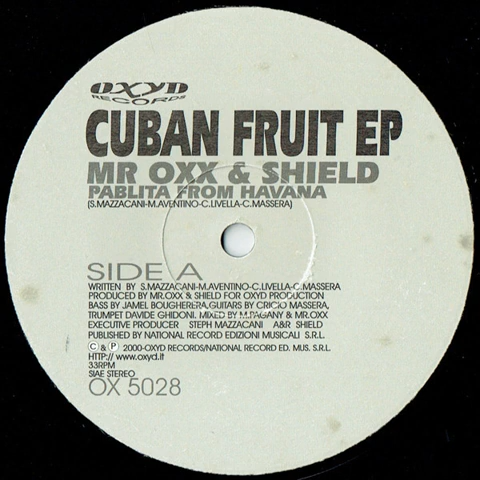 OXYD
RECORDS
CUBAN FRUIT EP
MR OXX & SHIELD
PABLITA FROM HAVANA
(S.MAZZACANI-M.AVENTINO-C.LIVELLA-C.MASSERA)
SIDE A
WRITTEN BY S.MAZZACANI-M.AVENTINO-C.LIVELLA-C.MASSERA
PRODUCED BY MR.OXX & SHIELD FOR OXYD PRODUCTION
BASS BY JAMEL BOUGHERERA.GUITARS BY CRICIO MASSERA,
TRUMPET DAVIDE GHIDONI. MIXED BY M.PAGANY & MR.OXX
EXECUTIVE PRODUCER STEPH MAZZACANI A&R SHIELD
PUBLISHED BY NATIONAL RECORD EDIZIONI MUSICALI S.R.L.
© & ℗ 2000-OXYD RECORDS/NATIONAL RECORD ED. MUS. S.R.L.
HTTP// www.oxyd.it
33RPM
SIAE STEREO
OX 5028